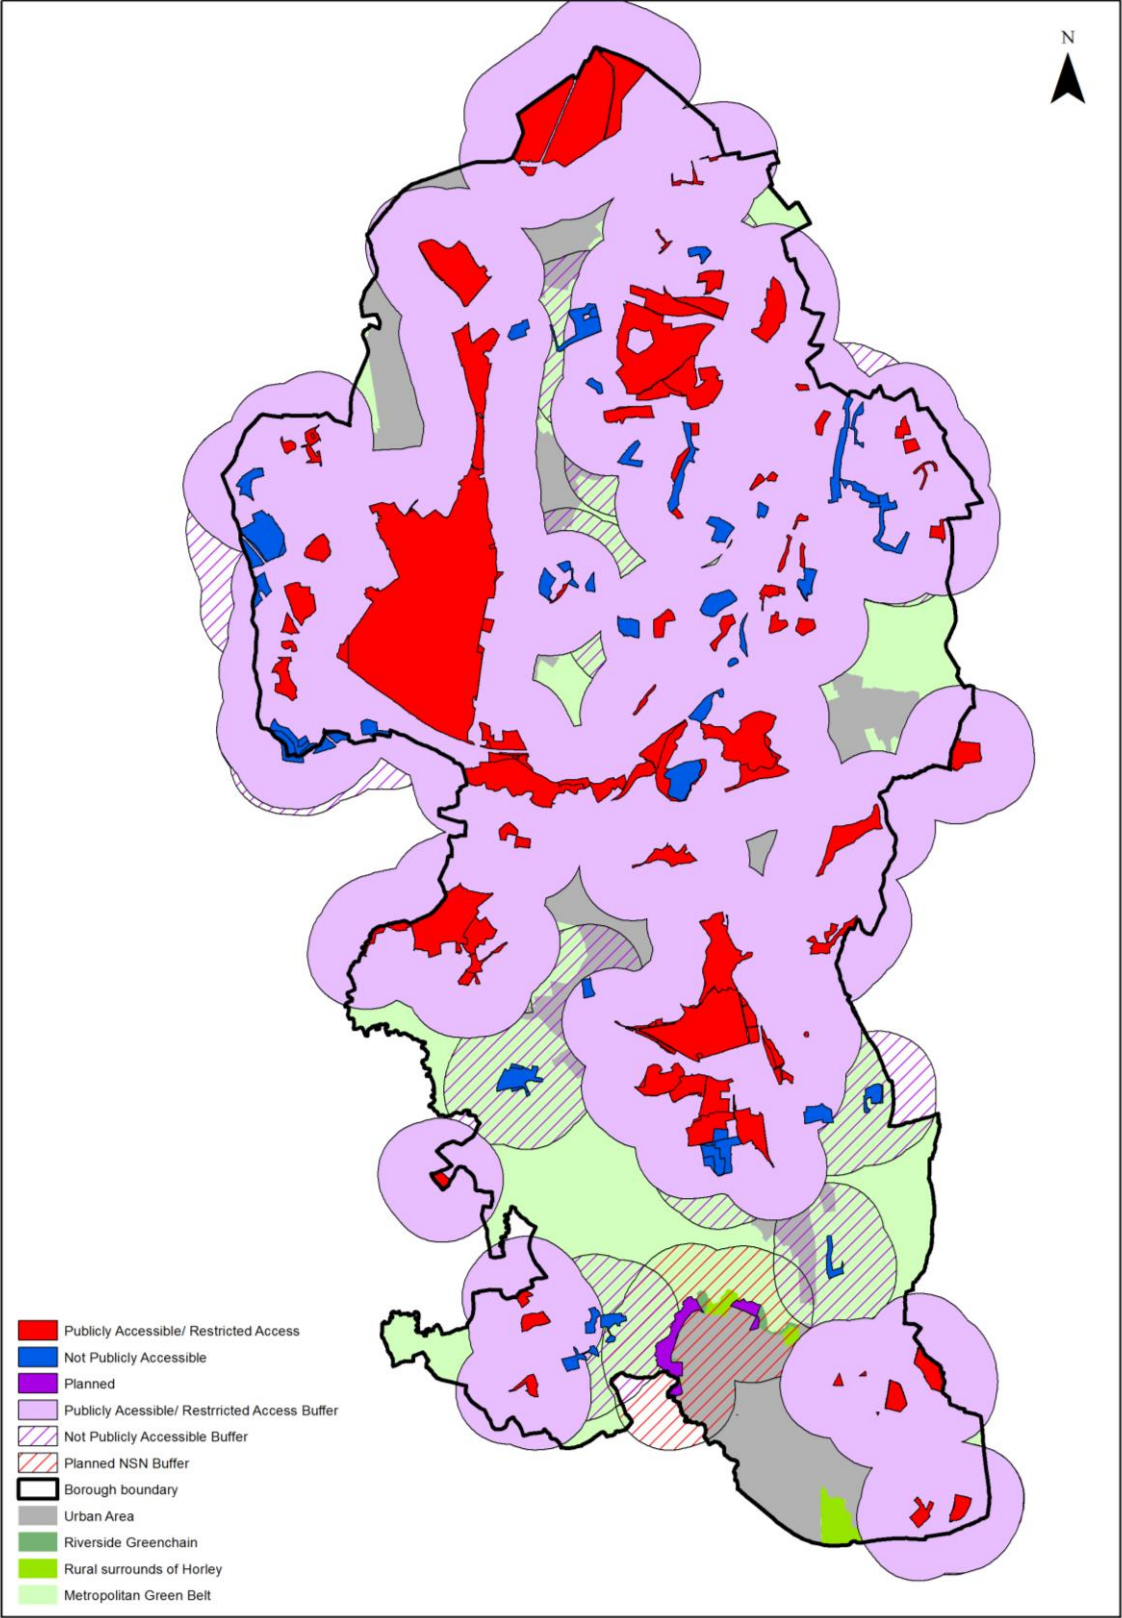 N
Publicly Accessible/ Restricted Access
Not Publicly Accessible
Planned
Publicly Acessible/ Restrricted Access Buffer
Not Publicly Accessible Buffer
Planned NSN Buffer
Borough boundary
Urban Area
Riverside Greenchain
Rural surrounds of Horley
Metropolitan Green Belt